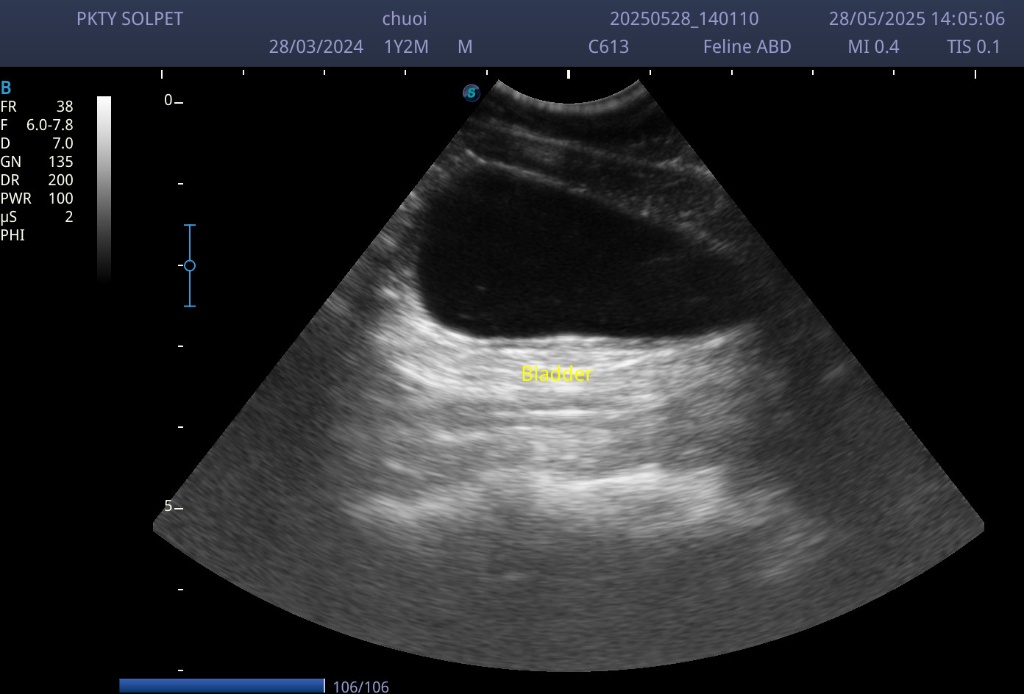 PKTY SOLPET chuoi 20250528_140110 28/05/2025 14:05:06
28/03/2024 1Y2M M C613 Feline ABD MI 0.4 TIS 0.1
B
FR 38
F 6.0-7.8
D 7.0
GN 135
DR 200
PWR 100
µS 2
PHI
S
0
Bladder
5
106/106